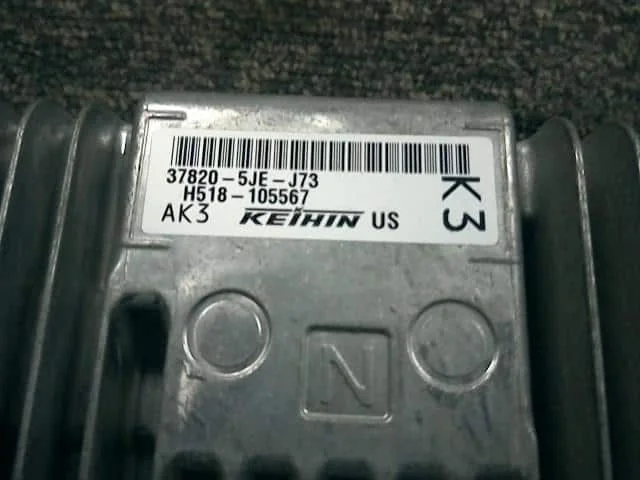 37820-5JE-J73
H518-105567
AK3 KEIHIN US
K3
N